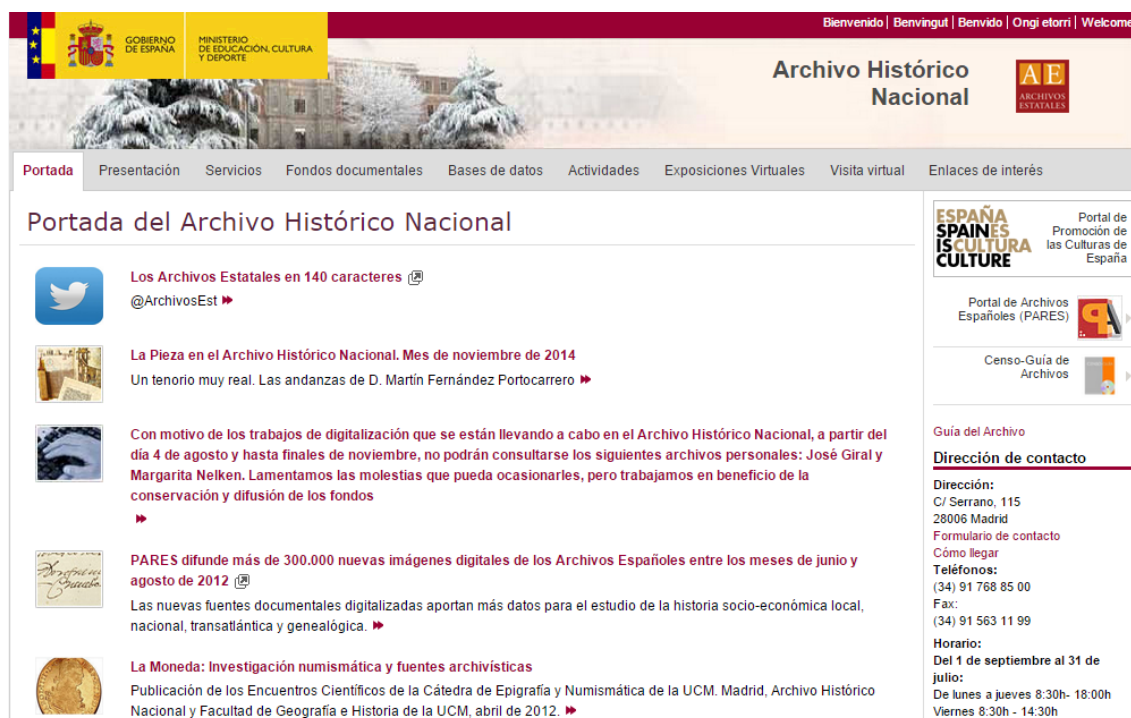 Bienvenido | Benvingut | Benvido | Ongi etorri | Welcome
GOBIERNO
DE ESPAÑA
MINISTERIO
DE EDUCACIÓN, CULTURA
Y DEPORTE
Archivo Histórico
Nacional
AE
ARCHIVOS
ESTATALES
Portada Presentación Servicios Fondos documentales Bases de datos Actividades Exposiciones Virtuales Visita virtual Enlaces de interés
Portada del Archivo Histórico Nacional
Los Archivos Estatales en 140 caracteres
@ArchivosEst
La Pieza en el Archivo Histórico Nacional. Mes de noviembre de 2014
Un tenorio muy real. Las andanzas de D. Martín Fernández Portocarrero
Con motivo de los trabajos de digitalización que se están llevando a cabo en el Archivo Histórico Nacional, a partir del
día 4 de agosto y hasta finales de noviembre, no podrán consultarse los siguientes archivos personales: José Giral y
Margarita Nelken. Lamentamos las molestias que pueda ocasionarles, pero trabajamos en beneficio de la
conservación y difusión de los fondos
PARES difunde más de 300.000 nuevas imágenes digitales de los Archivos Españoles entre los meses de junio y
agosto de 2012
Las nuevas fuentes documentales digitalizadas aportan más datos para el estudio de la historia socio-económica local,
nacional, transatlántica y genealógica.
La Moneda: Investigación numismática y fuentes archivísticas
Publicación de los Encuentros Científicos de la Cátedra de Epigrafía y Numismática de la UCM. Madrid, Archivo Histórico
Nacional y Facultad de Geografía e Historia de la UCM, abril de 2012.
ESPAÑA
SPAINES
ISCULTURA
CULTURE
Portal de
Promoción de
las Culturas de
España
Portal de Archivos
Españoles (PARES)
Censo-Guía de
Archivos
Guía del Archivo
Dirección de contacto
Dirección:
C/ Serrano, 115
28006 Madrid
Formulario de contacto
Cómo llegar
Teléfonos:
(34) 91 768 85 00
Fax:
(34) 91 563 11 99
Horario:
Del 1 de septiembre al 31 de
julio:
De lunes a jueves 8:30h- 18:00h
Viernes 8:30h - 14:30h